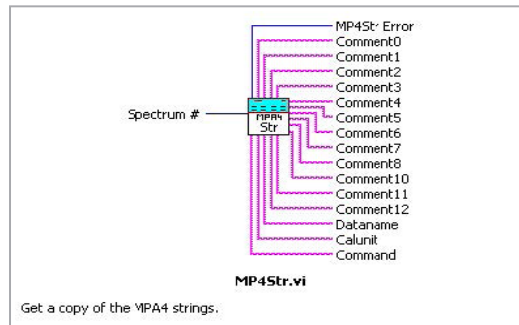 MP4Str Error
Comment0
Comment1
Comment2
Comment3
Comment4
Spectrum #
Comment5
MPA4
Str
Comment6
Comment7
Comment8
Comment10
Comment11
Comment12
Dataname
Calunit
Command
MP4Str.vi
Get a copy of the MPA4 strings.